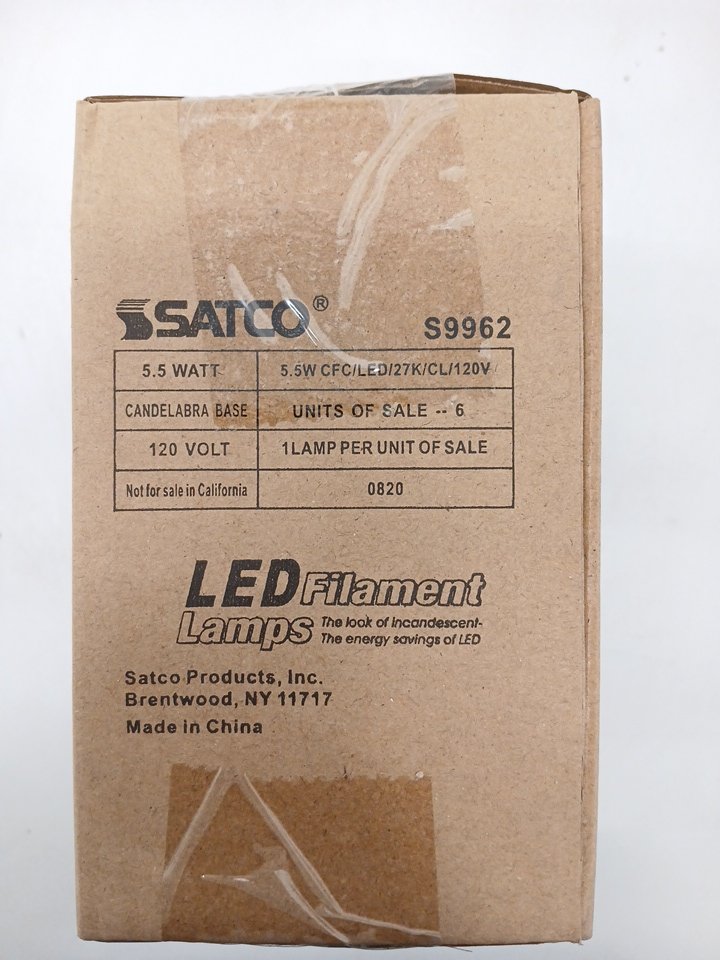 SATCO® S9962
5.5 WATT 5.5W CFC/LED/27K/CL/120V
CANDELABRA BASE UNITS OF SALE -- 6
120 VOLT 1 LAMP PER UNIT OF SALE
Not for sale in California 0820
LED Filament
Lamps The look of Incandescent-
The energy savings of LED
Satco Products, Inc.
Brentwood, NY 11717
Made in China